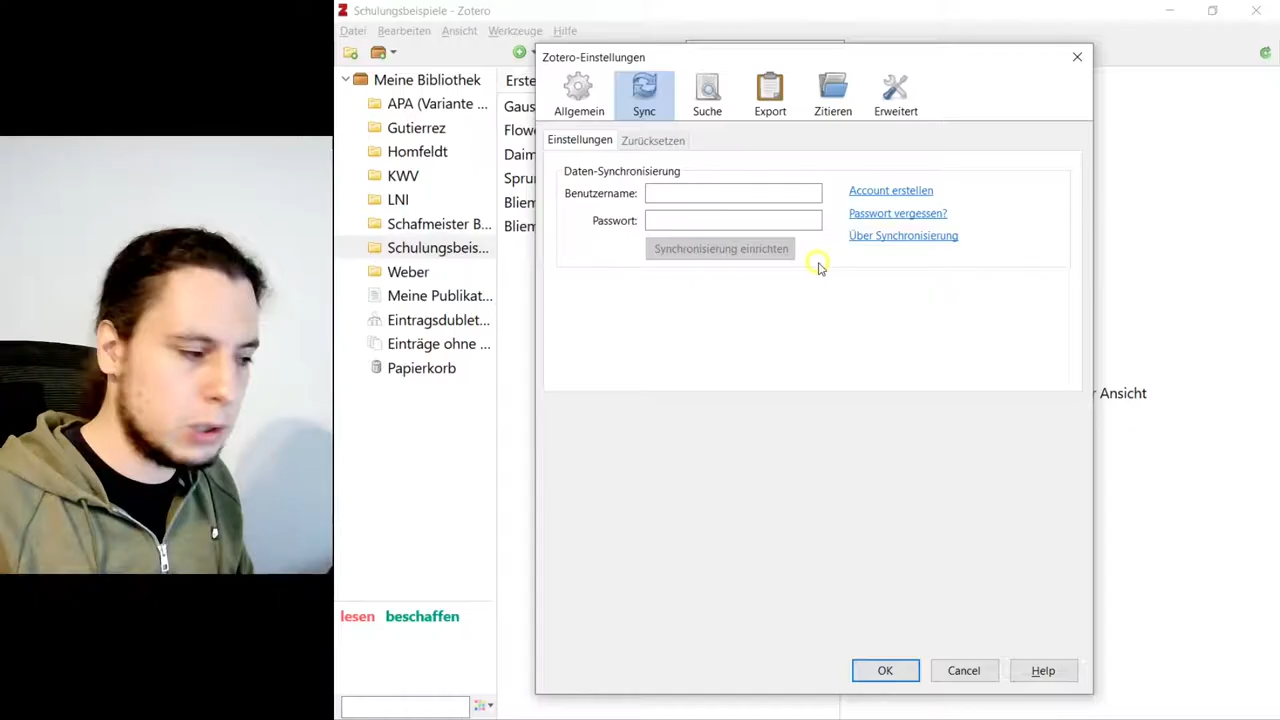 Schulungsbeispiele - Zotero
Datei Bearbeiten Ansicht Werkzeuge Hilfe
Meine Bibliothek
APA (Variante ...
Gutierrez
Homfeldt
KWV
LNI
Schafmeister B...
Schulungsbeis...
Weber
Meine Publikat...
Eintragsdublet...
Einträge ohne ...
Papierkorb
lesen beschaffen
Erste
Gaus
Flow
Daim
Sprun
Bliem
Bliem
Zotero-Einstellungen
Allgemein Sync Suche Export Zitieren Erweitert
Einstellungen Zurücksetzen
Daten-Synchronisierung
Benutzername: Account erstellen
Passwort: Passwort vergessen?
Synchronisierung einrichten Über Synchronisierung
r Ansicht
OK Cancel Help